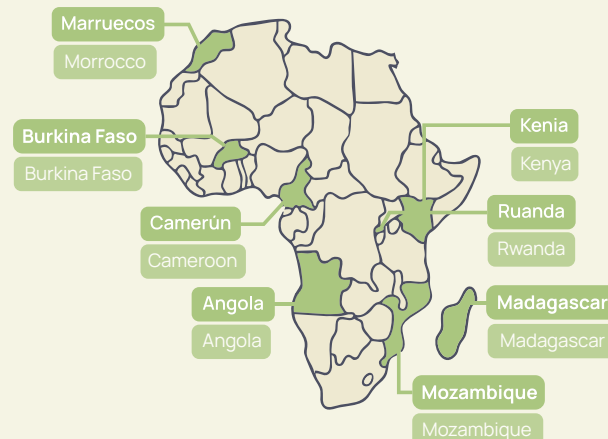 Marruecos
Morrocco
Burkina Faso
Burkina Faso
Camerún
Cameroon
Angola
Angola
Kenia
Kenya
Ruanda
Rwanda
Madagascar
Madagascar
Mozambique
Mozambique